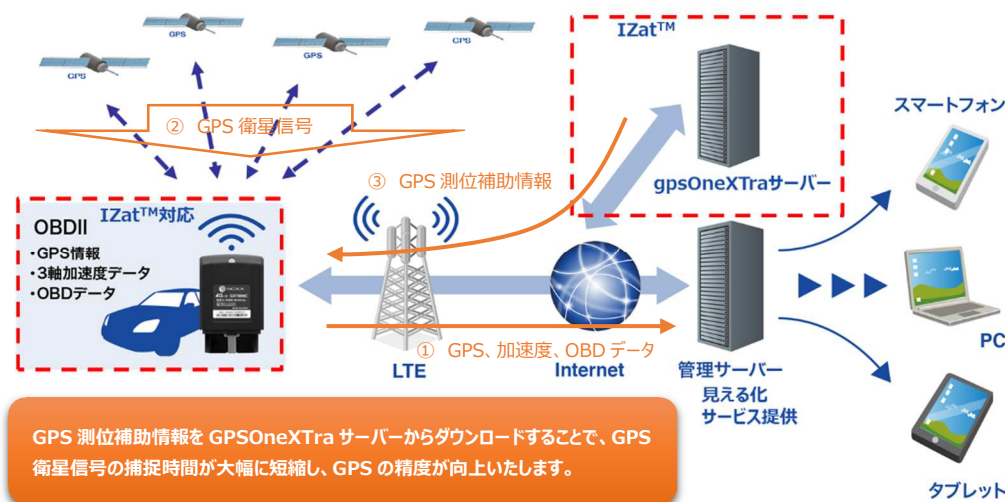 GPS
GPS
GPS
GPS
IZat™
② GPS 衛星信号
③ GPS 測位補助情報
gpsOneXTraサーバー
スマートフォン
IZat™対応
OBDII
・GPS情報
・3軸加速度データ
・OBDデータ
① GPS、加速度、OBD データ
LTE
Internet
管理サーバー
見える化
サービス提供
PC
タブレット
GPS 測位補助情報を GPSOneXTra サーバーからダウンロードすることで、GPS
衛星信号の捕捉時間が大幅に短縮し、GPS の精度が向上いたします。